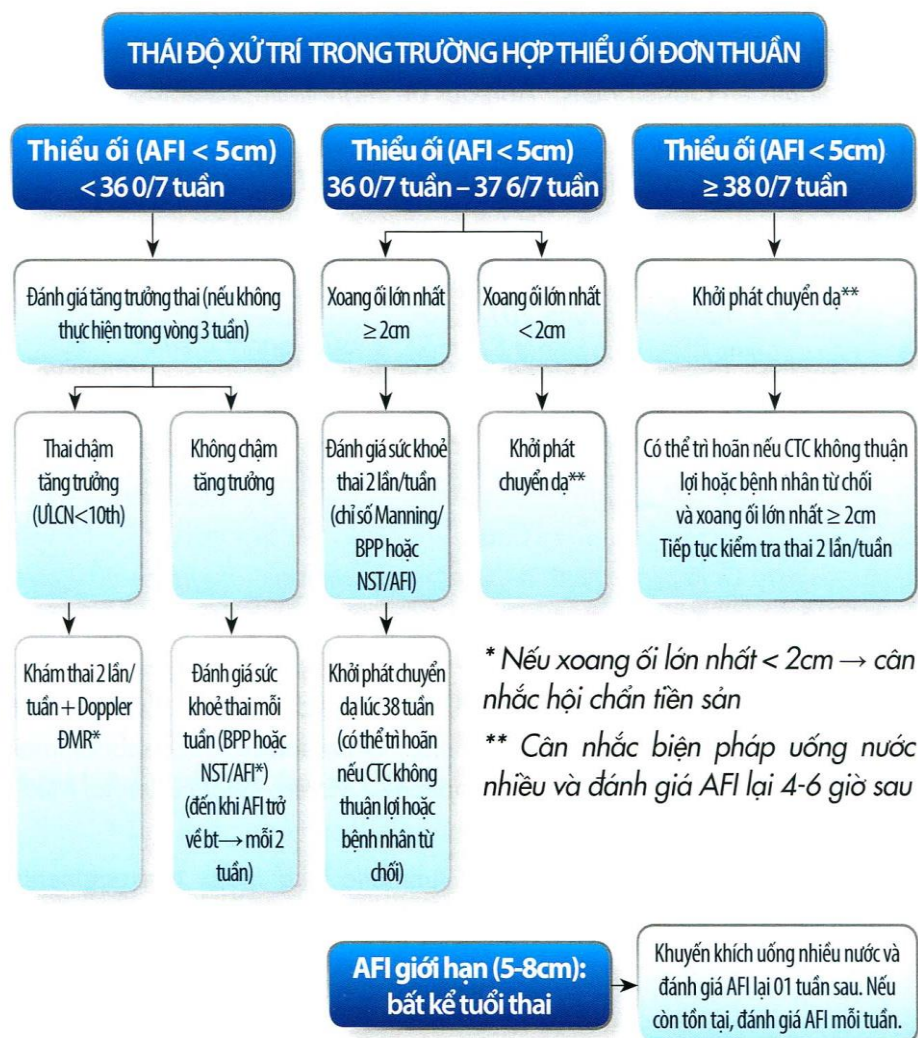 THÁI ĐỘ XỬ TRÍ TRONG TRƯỜNG HỢP THIỂU ỐI ĐƠN THUẦN
Thiểu ối (AFI < 5cm)
< 36 0/7 tuần
Đánh giá tăng trưởng thai (nếu không
thực hiện trong vòng 3 tuần)
Thai chậm
tăng trưởng
(ƯLCN<10th)
Khám thai 2 lần/
tuần + Doppler
ĐMR*
Không chậm
tăng trưởng
Đánh giá sức
khoẻ thai mỗi
tuần (BPP hoặc
NST/AFI*)
(đến khi AFI trở
về bt→ mỗi 2
tuần)
Thiểu ối (AFI < 5cm)
36 0/7 tuần – 37 6/7 tuần
Xoang ối lớn nhất
≥ 2cm
Đánh giá sức khoẻ
thai 2 lần/tuần
(chỉ số Manning/
BPP hoặc
NST/AFI)
Khởi phát chuyển
dạ lúc 38 tuần
(có thể trì hoãn
nếu CTC không
thuận lợi hoặc
bệnh nhân từ
chối)
Xoang ối lớn nhất
< 2cm
Khởi phát
chuyển dạ**
Thiểu ối (AFI < 5cm)
≥ 38 0/7 tuần
Khởi phát chuyển dạ**
Có thể trì hoãn nếu CTC không thuận
lợi hoặc bệnh nhân từ chối
và xoang ối lớn nhất ≥ 2cm
Tiếp tục kiểm tra thai 2 lần/tuần
* Nếu xoang ối lớn nhất < 2cm → cân
nhắc hội chẩn tiền sản
** Cân nhắc biện pháp uống nước
nhiều và đánh giá AFI lại 4-6 giờ sau
AFI giới hạn (5-8cm):
bất kể tuổi thai
Khuyến khích uống nhiều nước và
đánh giá AFI lại 01 tuần sau. Nếu
còn tồn tại, đánh giá AFI mỗi tuần.